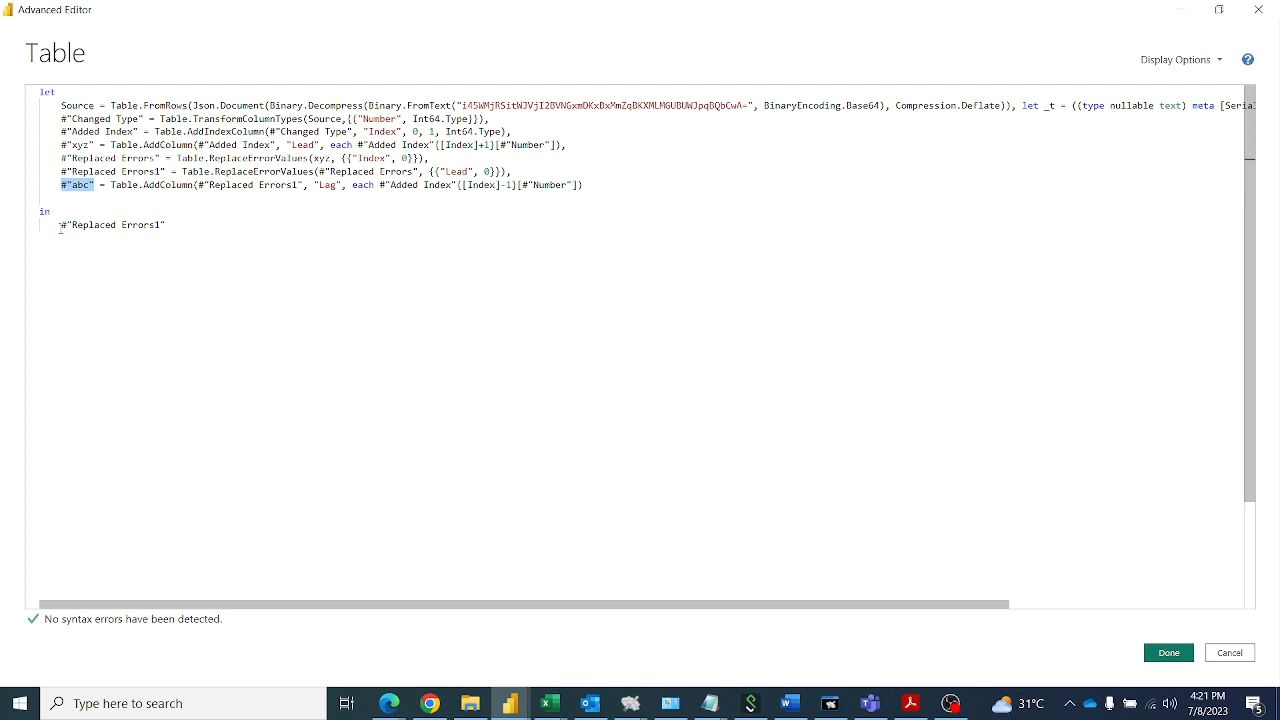 Advanced Editor
Table
Display Options
let
Source = Table.FromRows(Json.Document(Binary.Decompress(Binary.FromText(" BinaryEncoding.Base64), Compression.Deflate)), let _t = ((type nullable text) meta [Seria
#"Changed Type" = Table.TransformColumnTypes(Source,{{"Number", Int64.Type}}),
#"Added Index" = Table.AddIndexColumn(#"Changed Type", "Index", 0, 1, Int64.Type),
#"xyz" = Table.AddColumn(#"Added Index", "Lead", each #"Added Index"{[Index]+1}[#"Number"]),
#"Replaced Errors" = Table.ReplaceErrorValues(xyz, {{"Index", 0}}),
#"Replaced Errors1" = Table.ReplaceErrorValues(#"Replaced Errors", {{"Lead", 0}}),
#"abc" = Table.AddColumn(#"Replaced Errors1", "Lag", each #"Added Index"{[Index]-1}[#"Number"])
in
#"Replaced Errors1"
No syntax errors have been detected.
Done
Cancel
Type here to search
31°C
4:21 PM
7/8/2023
5